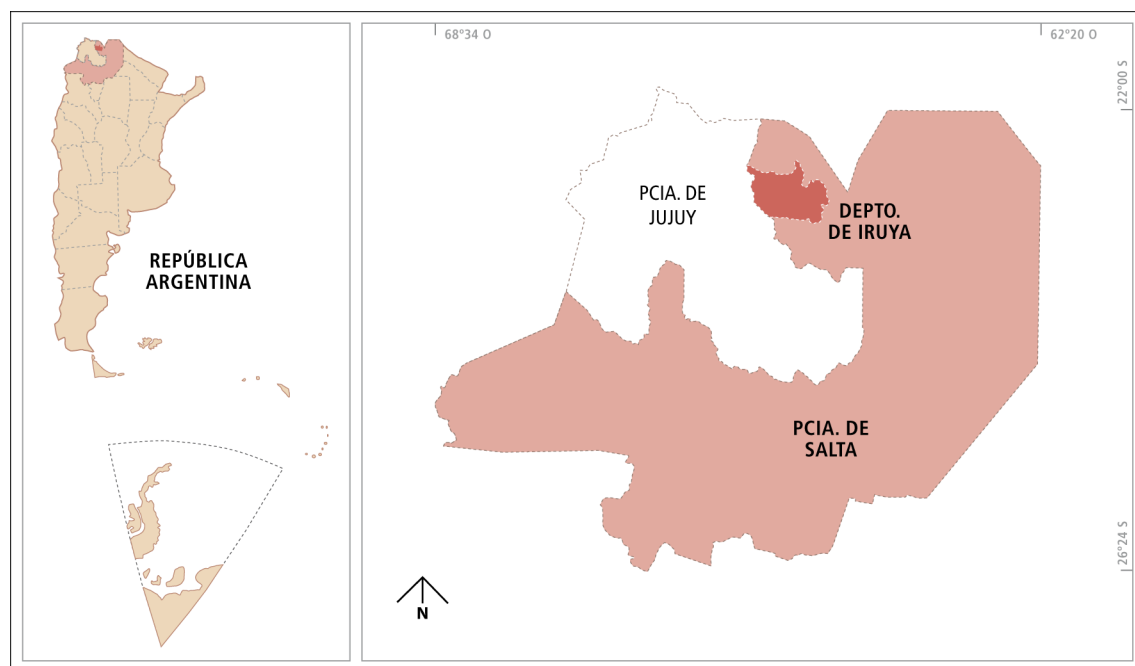 REPÚBLICA
ARGENTINA
68°34 O
62°20 O
22°00 S
PCIA. DE
JUJUY
DEPTO.
DE IRUYA
PCIA. DE
SALTA
26°24 S
N